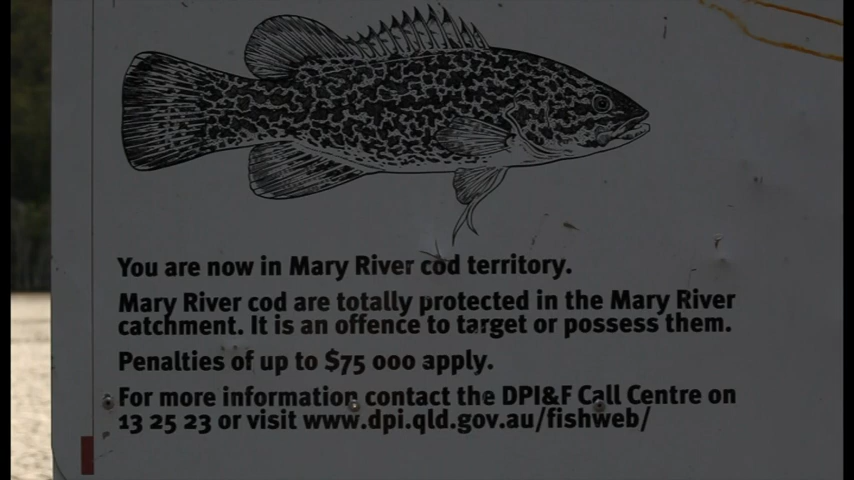 You are now in Mary River cod territory.
Mary River cod are totally protected in the Mary River
catchment. It is an offence to target or possess them.
Penalties of up to $75 000 apply.
For more information contact the DPI&F Call Centre on
13 25 23 or visit www.dpi.qld.gov.au/fishweb/